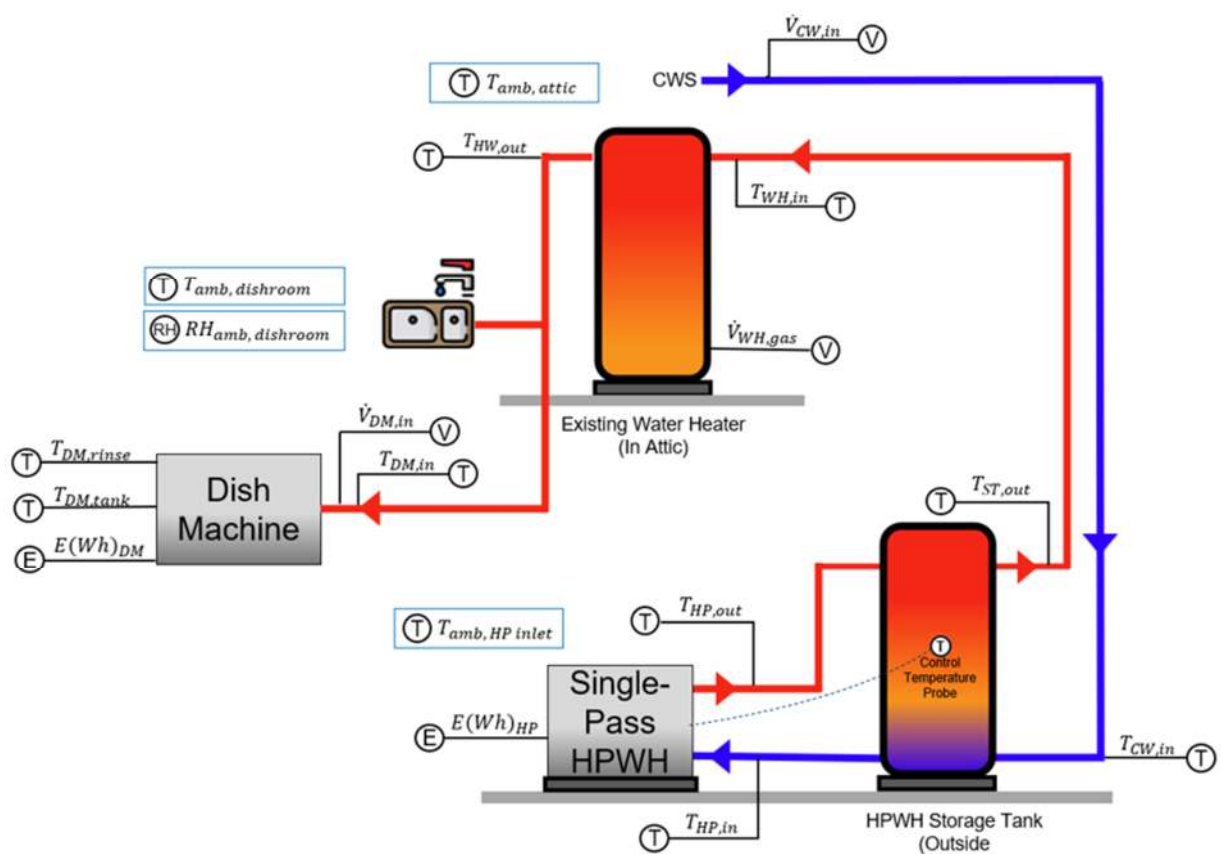 V̇_CW,in
V
CWS
T
T_amb, attic
T_HW,out
T
T_WH,in
T
T
T_amb, dishroom
RH
RH_amb, dishroom
V̇_WH,gas
V
Existing Water Heater
(In Attic)
V̇_DM,in
V
T_DM,in
T
T
T_DM,rinse
T
T_DM,tank
E
E(Wh)_DM
Dish
Machine
T_ST,out
T
T_HP,out
T
T
T_amb, HP inlet
T
Control
Temperature
Probe
Single-
Pass
HPWH
E
E(Wh)_HP
T_CW,in
T
T_HP,in
T
HPWH Storage Tank
(Outside